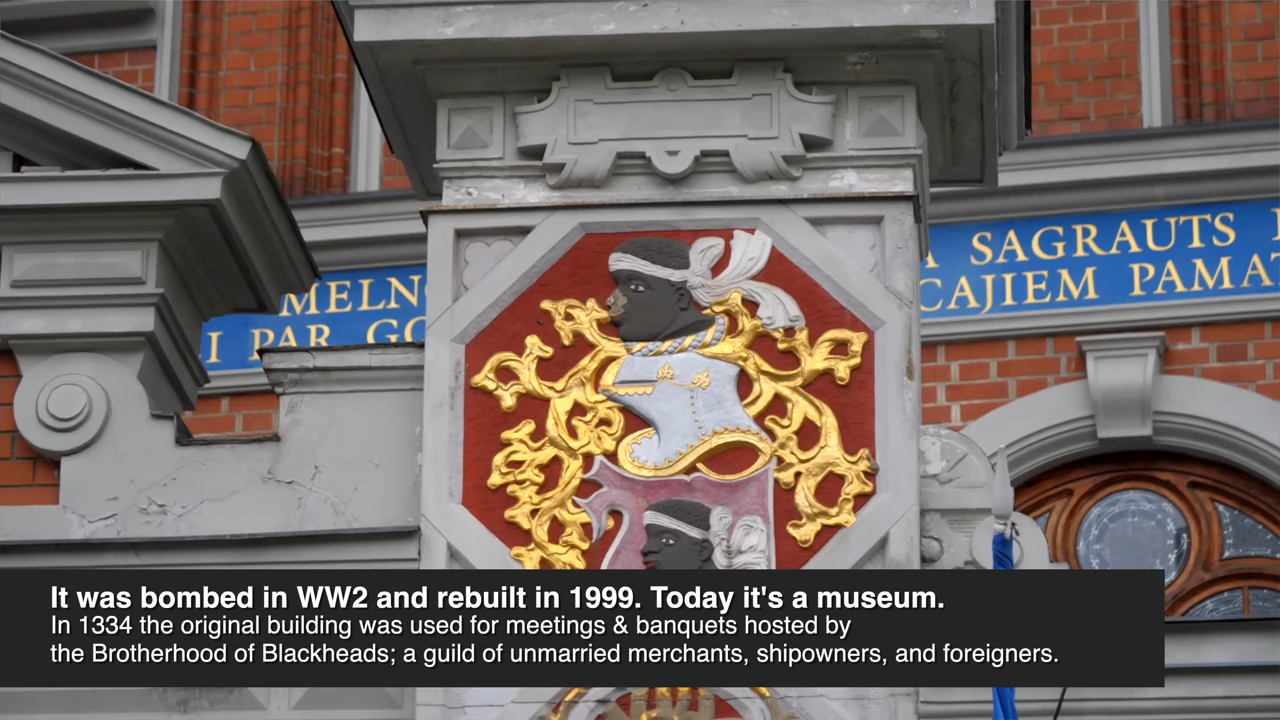 MELN
I PAR GO
SAGRAUTS
CAJIEM PAMAT
It was bombed in WW2 and rebuilt in 1999. Today it's a museum.
In 1334 the original building was used for meetings & banquets hosted by
the Brotherhood of Blackheads; a guild of unmarried merchants, shipowners, and foreigners.